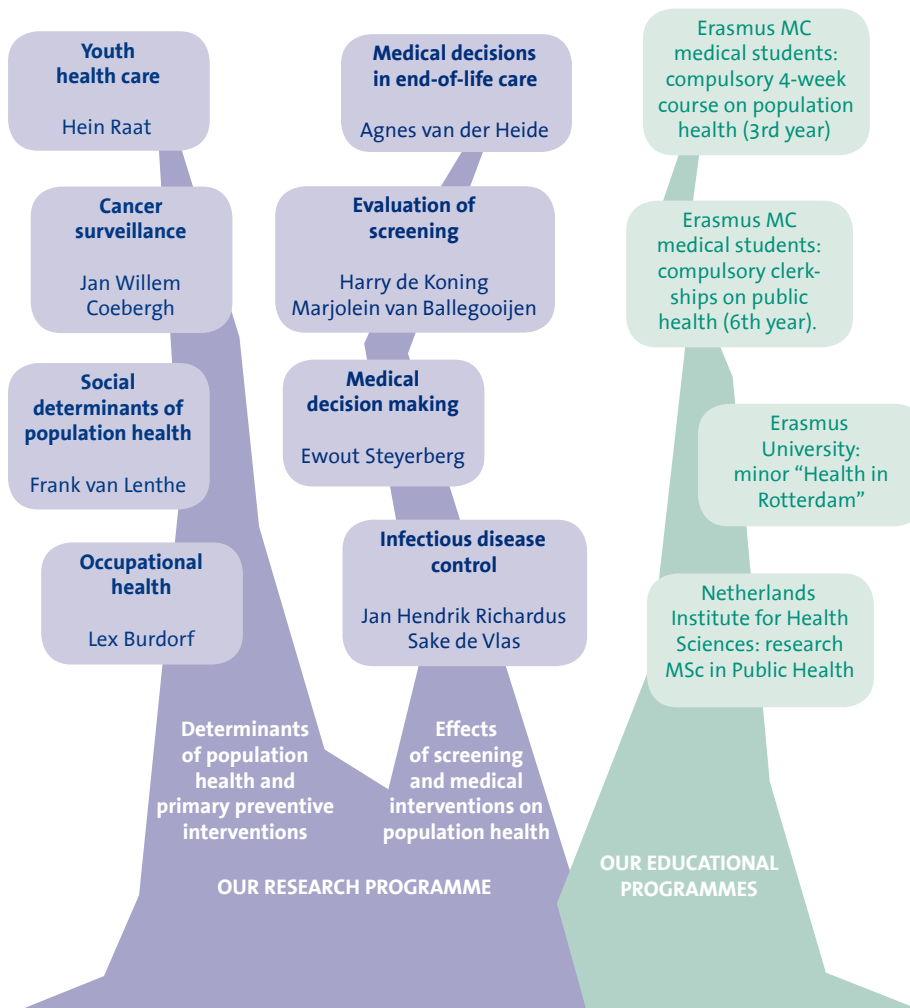 Youth
health care
Hein Raat
Cancer
surveillance
Jan Willem
Coebergh
Social
determinants of
population health
Frank van Lenthe
Occupational
health
Lex Burdorf
Determinants
of population
health and
primary preventive
interventions
Medical decisions
in end-of-life care
Agnes van der Heide
Evaluation of
screening
Harry de Koning
Marjolein van Ballegooijen
Medical
decision making
Ewout Steyerberg
Infectious disease
control
Jan Hendrik Richardus
Sake de Vlas
Effects
of screening
and medical
interventions on
population health
OUR RESEARCH PROGRAMME
Erasmus MC
medical students:
compulsory 4-week
course on population
health (3rd year)
Erasmus MC
medical students:
compulsory clerk-
ships on public
health (6th year).
Erasmus
University:
minor “Health in
Rotterdam”
Netherlands
Institute for Health
Sciences: research
MSc in Public Health
OUR EDUCATIONAL
PROGRAMMES